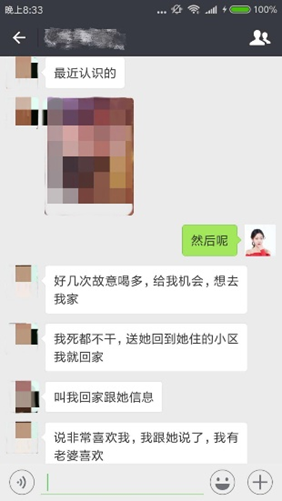 晚上8:33
100%
最近认识的
然后呢
好几次故意喝多，给我机会，想去
我家
我死都不干，送她回到她住的小区
我就回家
叫我回家跟她信息
说非常喜欢我，我跟她说了，我有
老婆喜欢